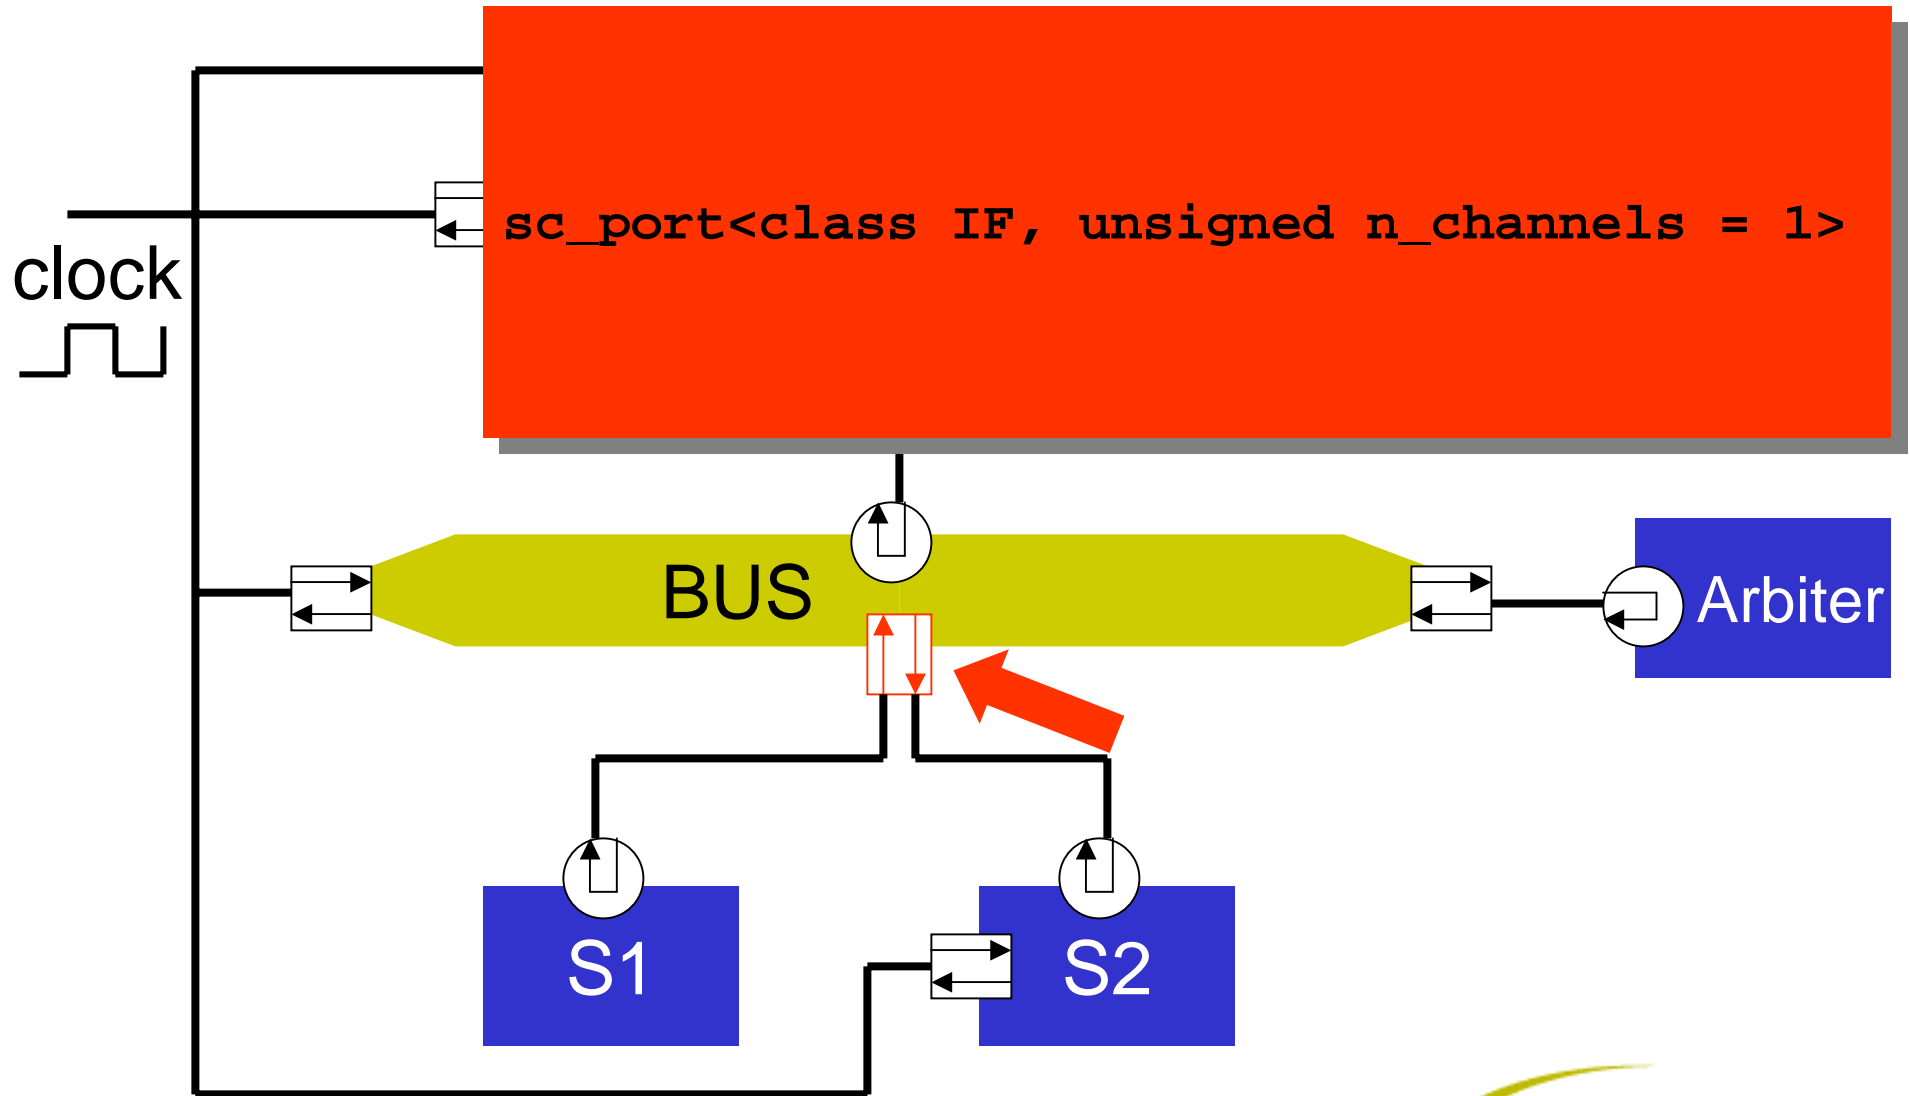 sc_port<class IF, unsigned n_channels = 1>
clock
BUS
Arbiter
S1
S2